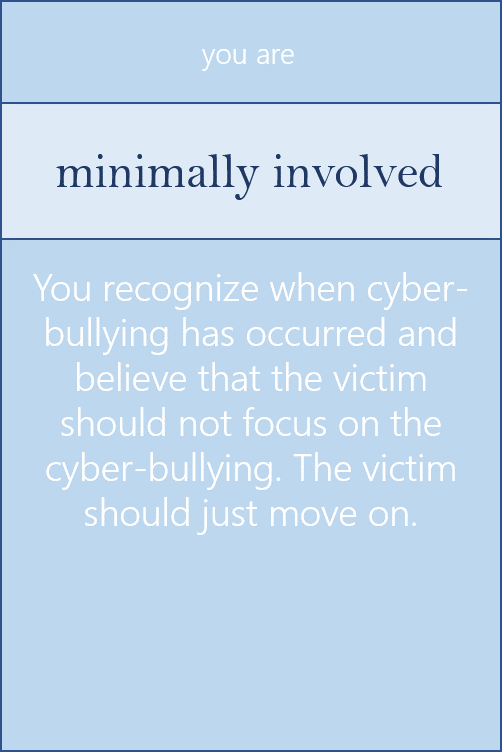 you are
minimally involved
You recognize when cyber-
bullying has occurred and
believe that the victim
should not focus on the
cyber-bullying. The victim
should just move on.